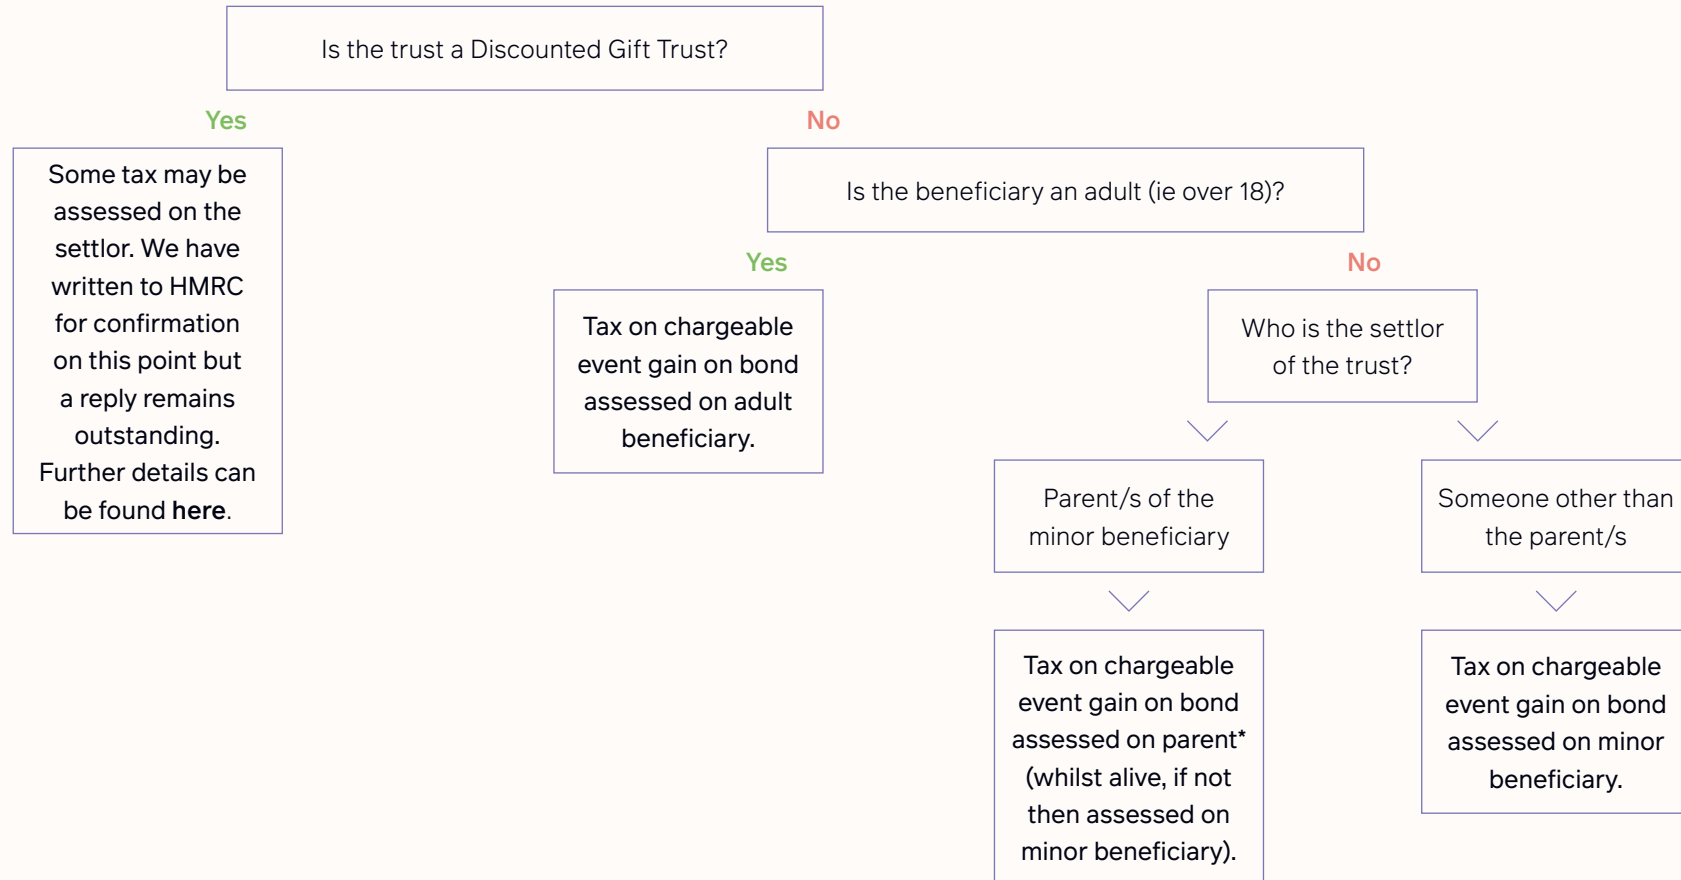 Is the trust a Discounted Gift Trust?
Yes
No
Some tax may be
assessed on the
settlor. We have
written to HMRC
for confirmation
on this point but
a reply remains
outstanding.
Further details can
be found here.
Is the beneficiary an adult (ie over 18)?
Yes
No
Tax on chargeable
event gain on bond
assessed on adult
beneficiary.
Who is the settlor
of the trust?
Parent/s of the
minor beneficiary
Someone other than
the parent/s
Tax on chargeable
event gain on bond
assessed on parent*
(whilst alive, if not
then assessed on
minor beneficiary).
Tax on chargeable
event gain on bond
assessed on minor
beneficiary.